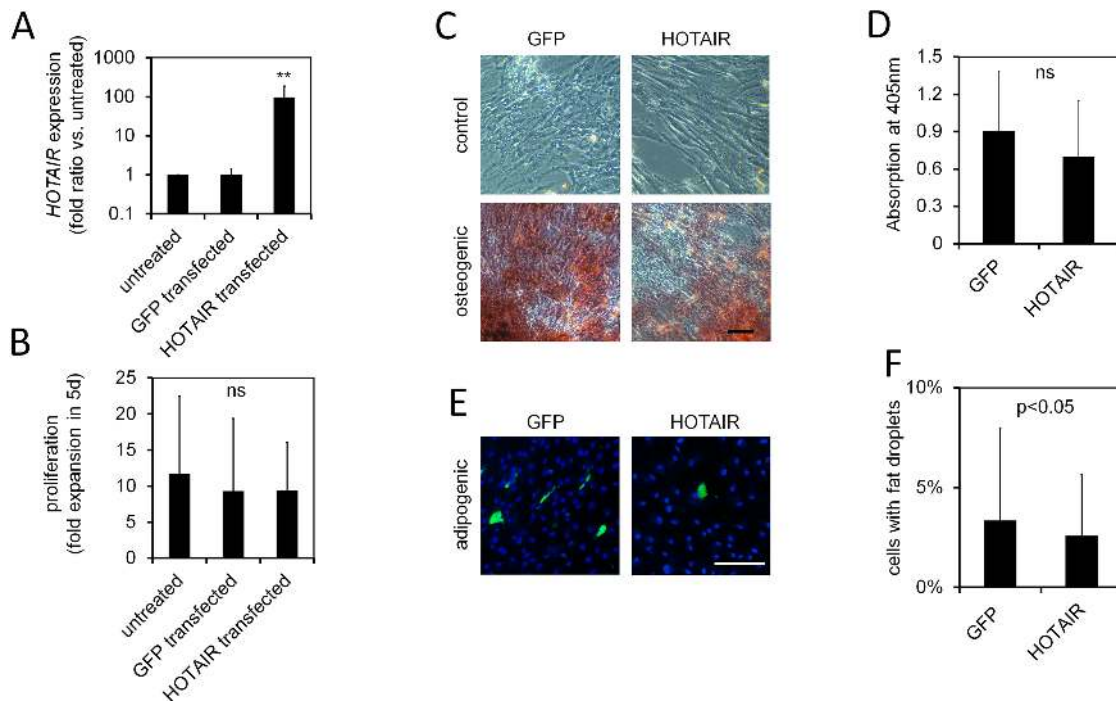 A
HOTAIR expression
(fold ratio vs. untreated)
1000
100
10
1
0.1
**
untreated
GFP transfected
HOTAIR transfected
B
proliferation
(fold expansion in 5d)
25
20
15
10
5
0
ns
untreated
GFP transfected
HOTAIR transfected
C
GFP
HOTAIR
control
osteogenic
D
Absorption at 405nm
1.5
1.2
0.9
0.6
0.3
0
ns
GFP
HOTAIR
E
GFP
HOTAIR
adipogenic
F
cells with fat droplets
10%
5%
0%
p<0.05
GFP
HOTAIR